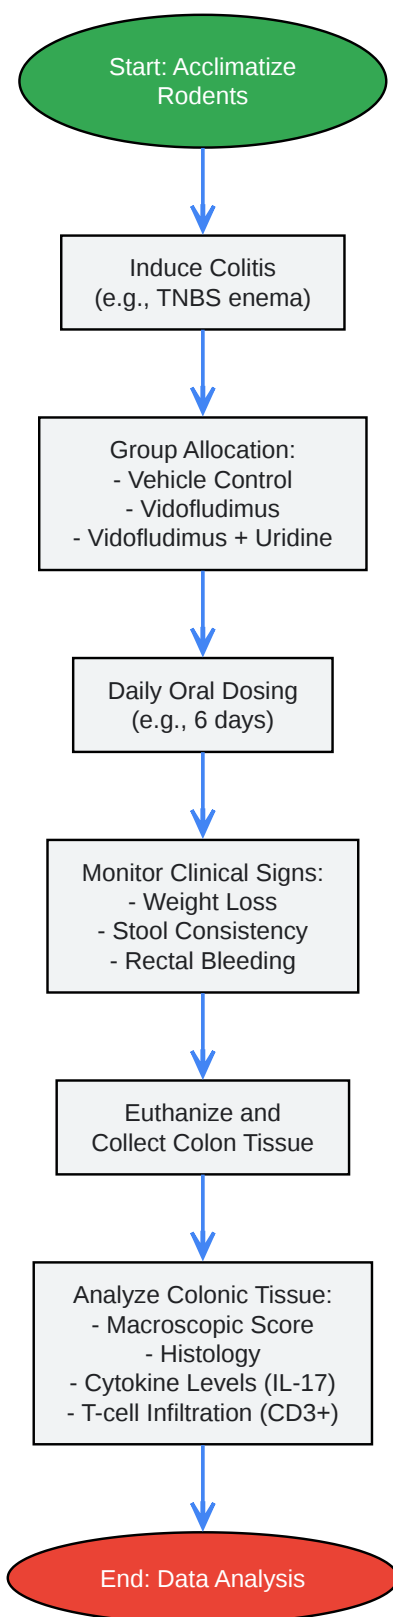 Start: Acclimatize
Rodents
Induce Colitis
(e.g., TNBS enema)
Group Allocation:
- Vehicle Control
- Vidofludimus
- Vidofludimus + Uridine
Daily Oral Dosing
(e.g., 6 days)
Monitor Clinical Signs:
- Weight Loss
- Stool Consistency
- Rectal Bleeding
Euthanize and
Collect Colon Tissue
Analyze Colonic Tissue:
- Macroscopic Score
- Histology
- Cytokine Levels (IL-17)
- T-cell Infiltration (CD3+)
End: Data Analysis